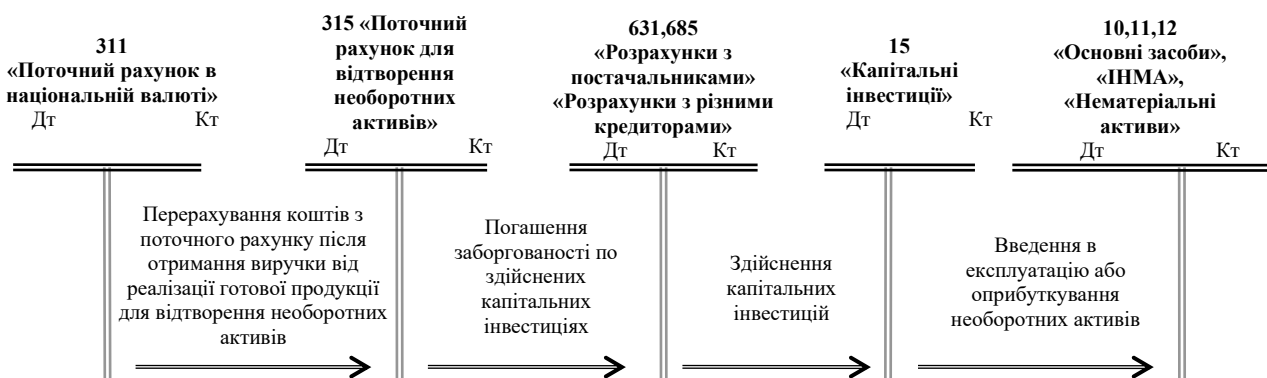 311
«Поточний рахунок в
національній валюті»
Дт Кт
315 «Поточний
рахунок для
відтворення
необоротних
активів»
Дт Кт
631,685
«Розрахунки з
постачальниками»
«Розрахунки з різними
кредиторами»
Дт Кт
15
«Капітальні
інвестиції»
Дт Кт
10,11,12
«Основні засоби»,
«ІНМА»,
«Нематеріальні
активи»
Дт Кт
Перерахування коштів з
поточного рахунку після
отримання виручки від
реалізації готової продукції
для відтворення необоротних
активів
Погашення
заборгованості по
здійснених
капітальних
інвестиціях
Здійснення
капітальних
інвестицій
Введення в
експлуатацію або
оприбуткування
необоротних активів